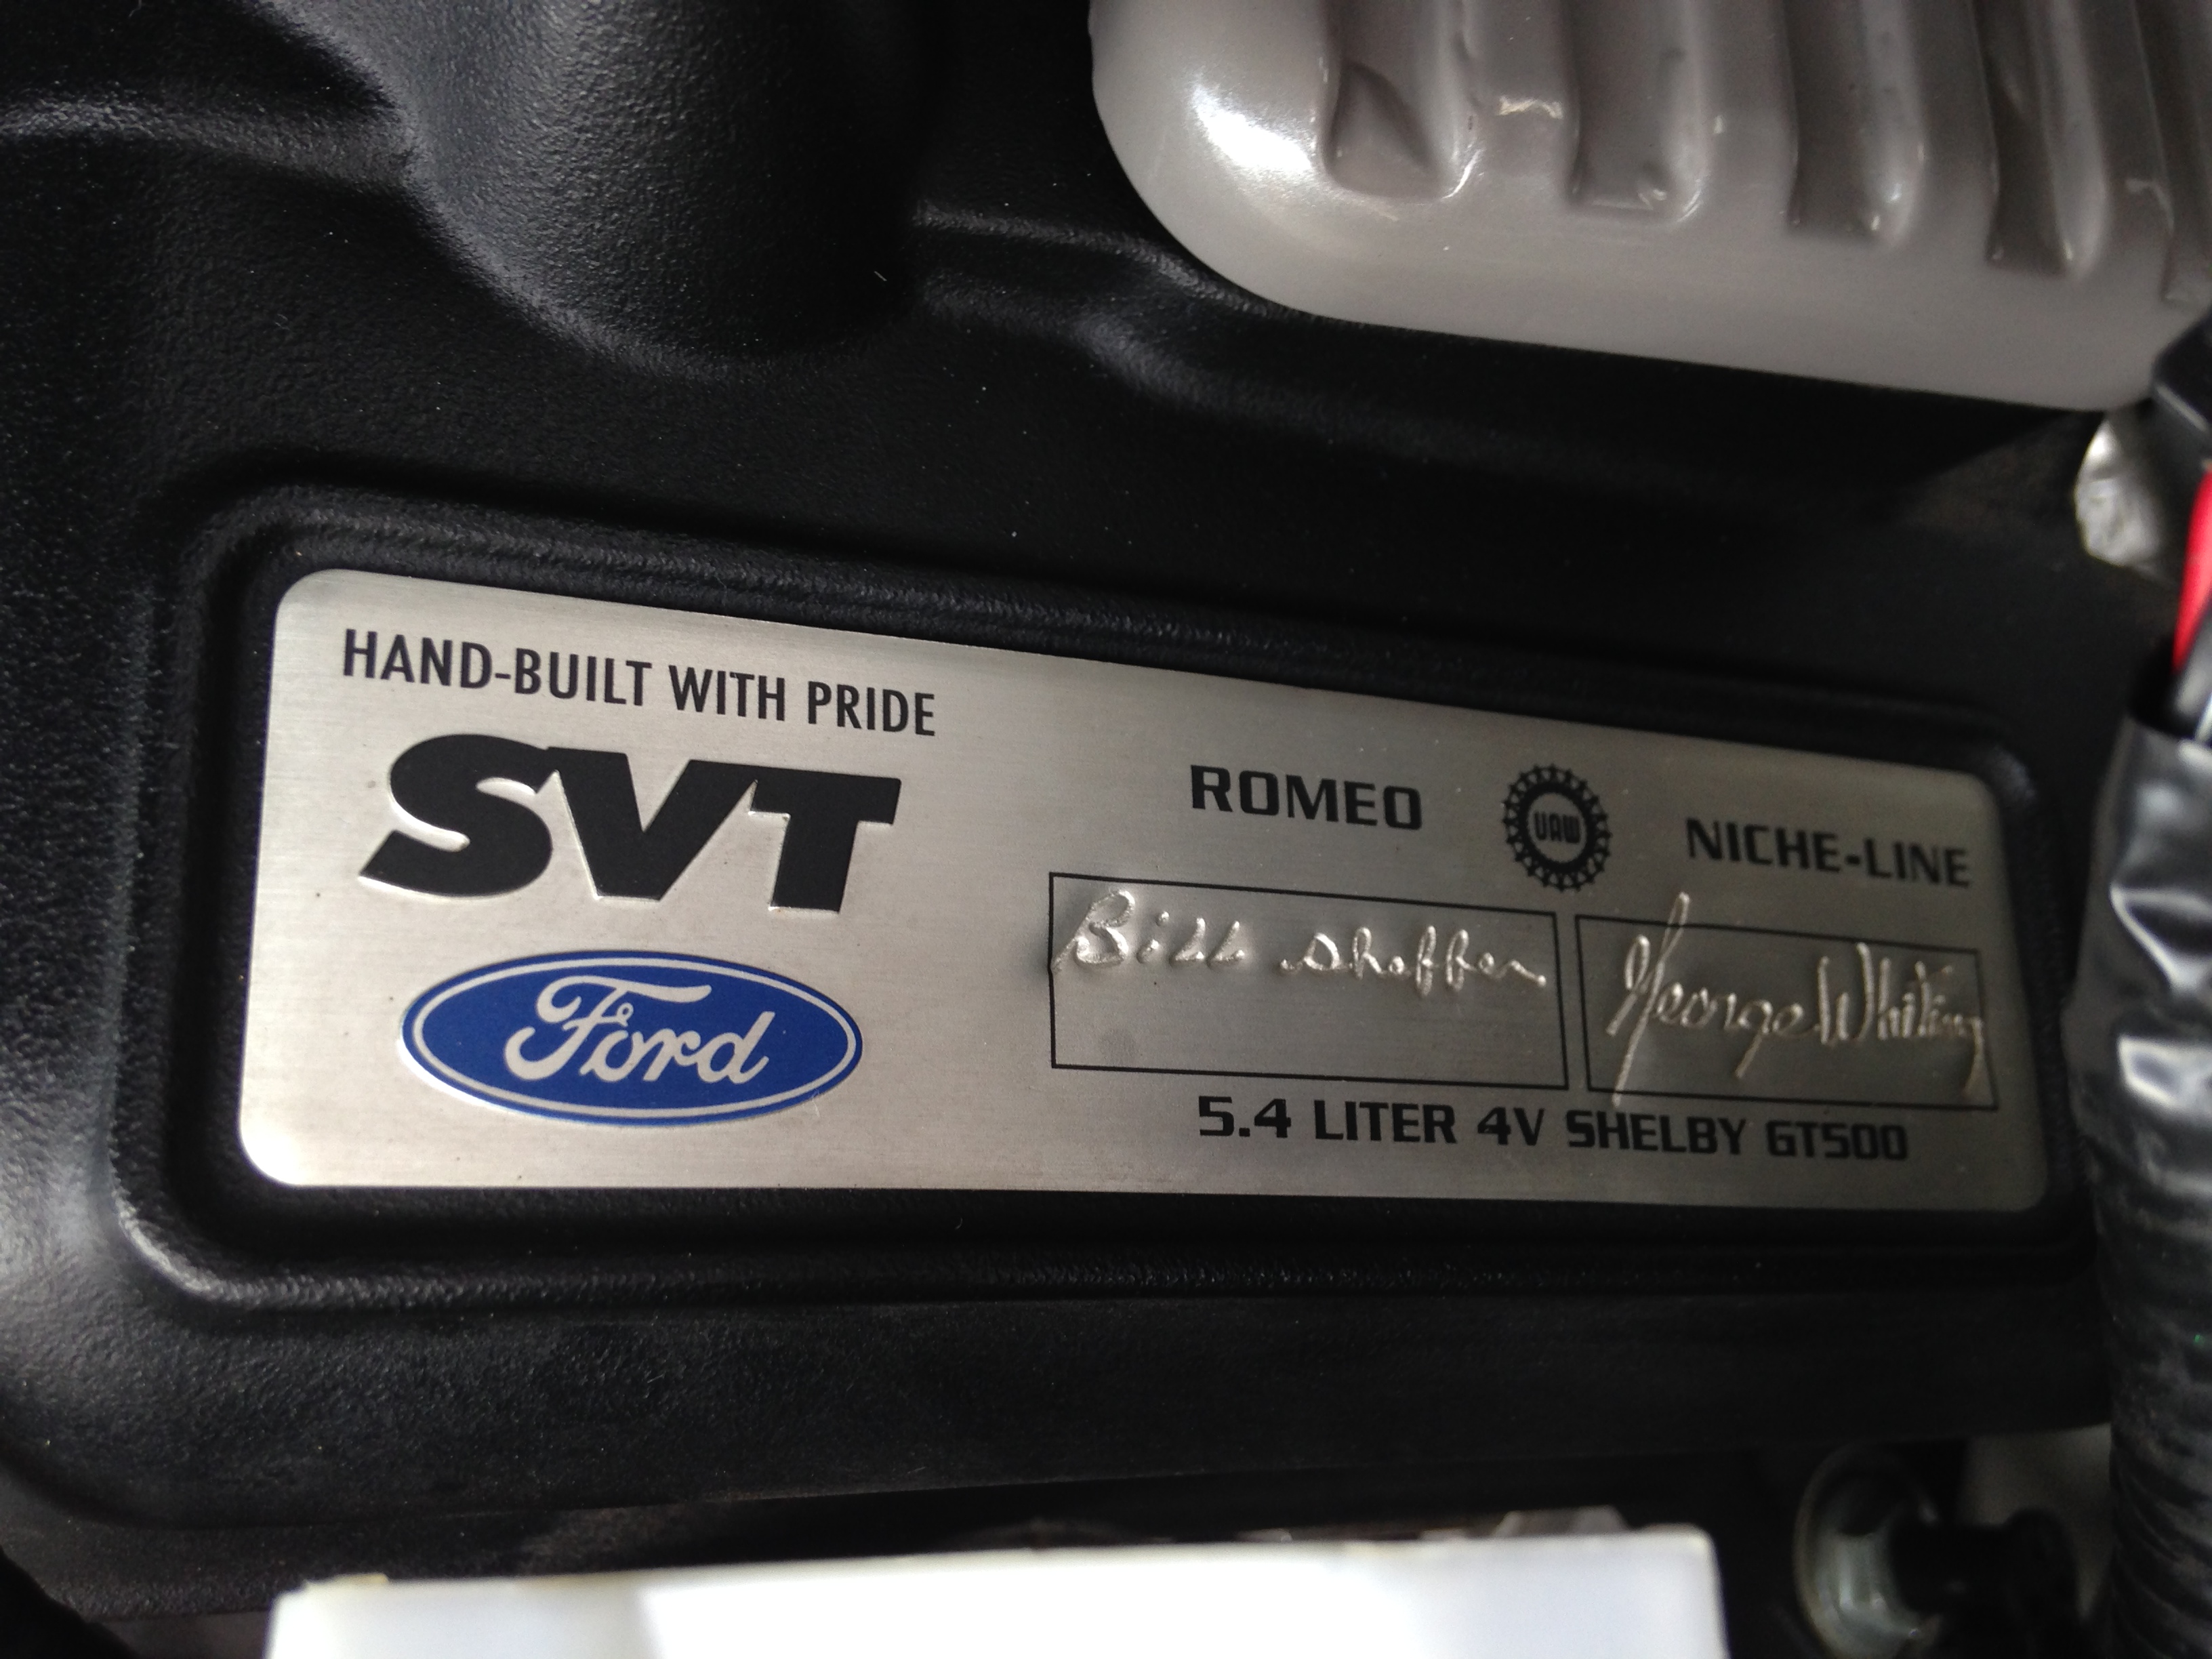 HAND-BUILT WITH PRIDE
SVT
Ford
ROMEO UAW NICHE-LINE
Bill Sheffer George Whiting
5.4 LITER 4V SHELBY GT500